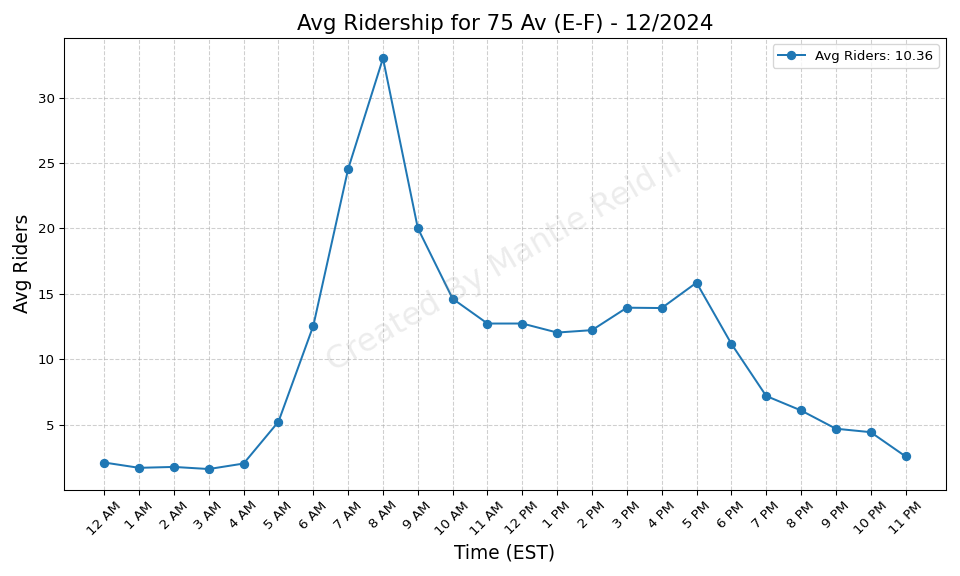 Avg Ridership for 75 Av (E-F) - 12/2024
Avg Riders: 10.36
Avg Riders
30
25
20
15
10
5
Created By Mantie Reid II
12 AM
1 AM
2 AM
3 AM
4 AM
5 AM
6 AM
7 AM
8 AM
9 AM
10 AM
11 AM
12 PM
1 PM
2 PM
3 PM
4 PM
5 PM
6 PM
7 PM
8 PM
9 PM
10 PM
11 PM
Time (EST)